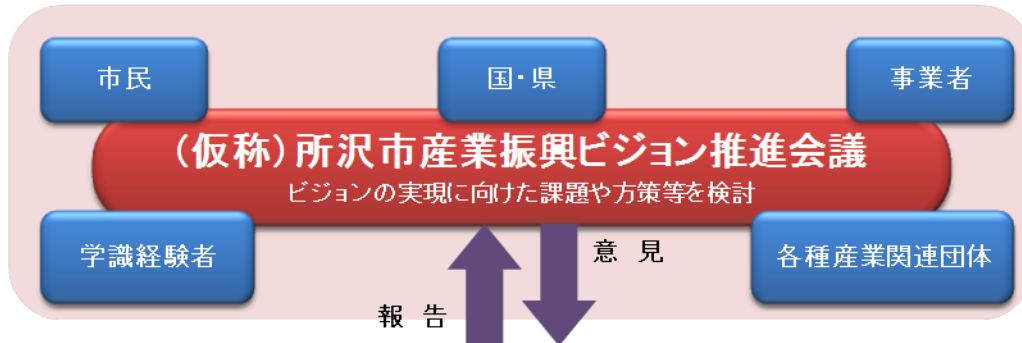 市民
国・県
事業者
（仮称）所沢市産業振興ビジョン推進会議
ビジョンの実現に向けた課題や方策等を検討
学識経験者
各種産業関連団体
意 見
報 告